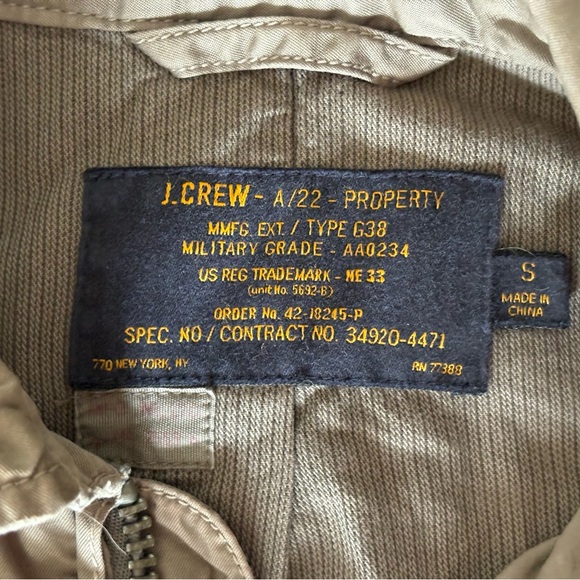 J.CREW - A/22 - PROPERTY
MMFG. EXT. / TYPE G38
MILITARY GRADE - AA0234
US REG TRADEMARK - NE 33
(unit No. 5692-B)
ORDER No. 42-18245-P
SPEC. NO / CONTRACT NO. 34920-4471
770 NEW YORK, NY
RN 77388
S
MADE IN
CHINA